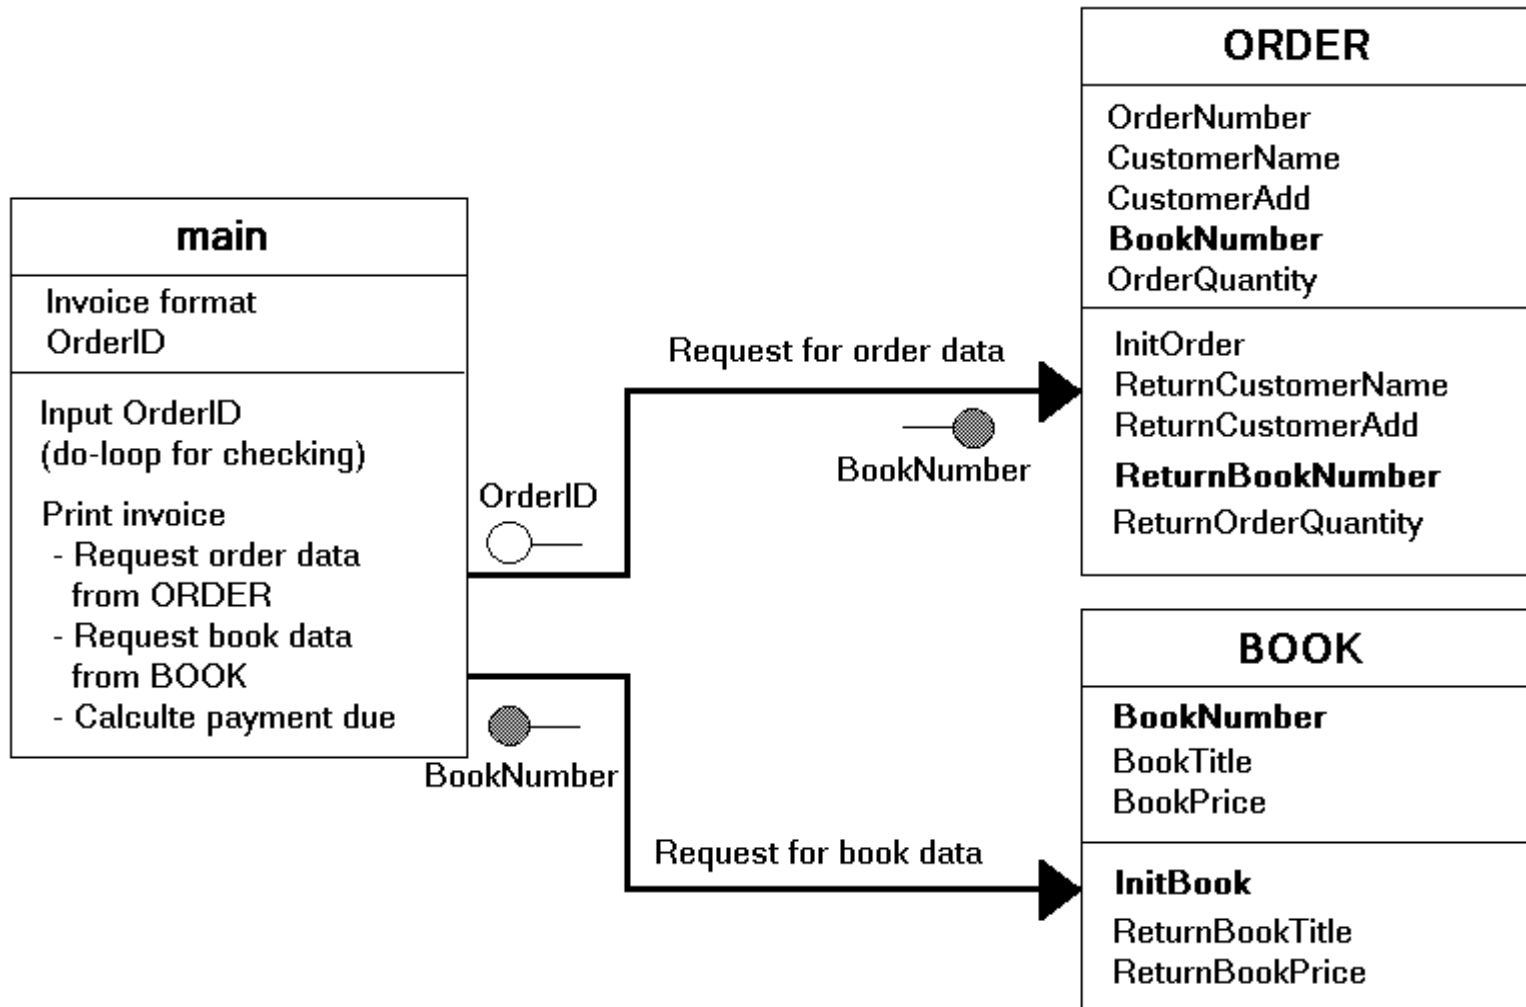 main
Invoice format
OrderID
Input OrderID
(do-loop for checking)
Print invoice
- Request order data
from ORDER
- Request book data
from BOOK
- Calculte payment due
OrderID
Request for order data
BookNumber
BookNumber
Request for book data
ORDER
OrderNumber
CustomerName
CustomerAdd
BookNumber
OrderQuantity
InitOrder
ReturnCustomerName
ReturnCustomerAdd
ReturnBookNumber
ReturnOrderQuantity
BOOK
BookNumber
BookTitle
BookPrice
InitBook
ReturnBookTitle
ReturnBookPrice